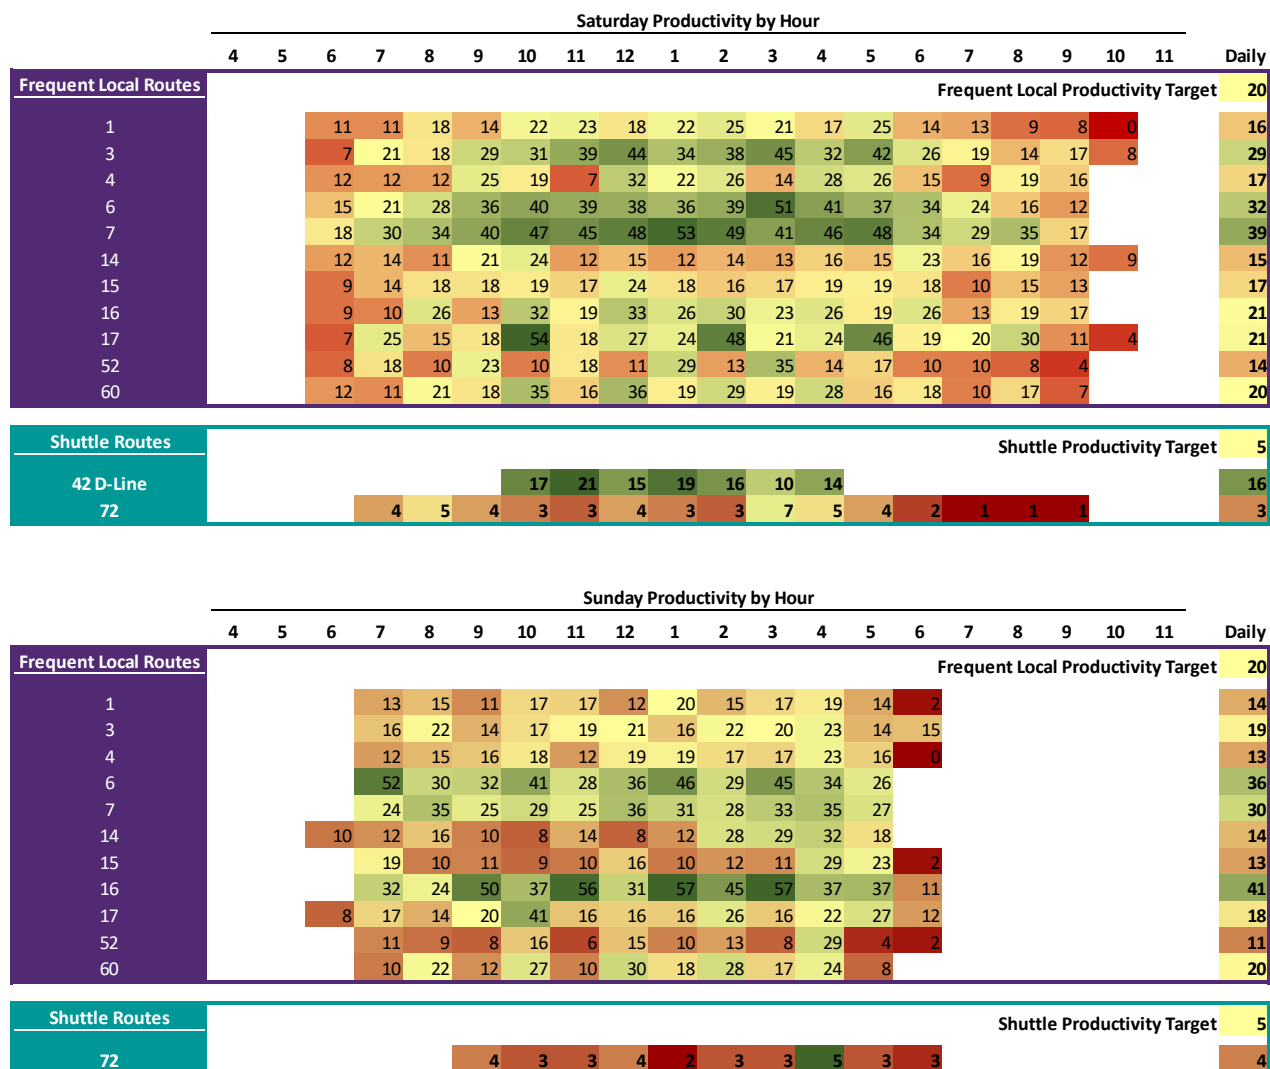 Saturday Productivity by Hour
4 5 6 7 8 9 10 11 12 1 2 3 4 5 6 7 8 9 10 11 Daily
Frequent Local Routes Frequent Local Productivity Target 20
1 11 11 18 14 22 23 18 22 25 21 17 25 14 13 9 8 0 16
3 7 21 18 29 31 39 44 34 38 45 32 42 26 19 14 17 8 29
4 12 12 12 25 19 7 32 22 26 14 28 26 15 9 19 16 17
6 15 21 28 36 40 39 38 36 39 51 41 37 34 24 16 12 32
7 18 30 34 40 47 45 48 53 49 41 46 48 34 29 35 17 39
14 12 14 11 21 24 12 15 12 14 13 16 15 23 16 19 12 9 15
15 9 14 18 18 19 17 24 18 16 17 19 19 18 10 15 13 17
16 9 10 26 13 32 19 33 26 30 23 26 19 26 13 19 17 21
17 7 25 15 18 54 18 27 24 48 21 24 46 19 20 30 11 4 21
52 8 18 10 23 10 18 11 29 13 35 14 17 10 10 8 4 14
60 12 11 21 18 35 16 36 19 29 19 28 16 18 10 17 7 20
Shuttle Routes Shuttle Productivity Target 5
42 D-Line 17 21 15 19 16 10 14 16
72 4 5 4 3 3 4 3 3 7 5 4 2 1 1 1 3
Sunday Productivity by Hour
4 5 6 7 8 9 10 11 12 1 2 3 4 5 6 7 8 9 10 11 Daily
Frequent Local Routes Frequent Local Productivity Target 20
1 13 15 11 17 17 12 20 15 17 19 14 2 14
3 16 22 14 17 19 21 16 22 20 23 14 15 19
4 12 15 16 18 12 19 19 17 17 23 16 0 13
6 52 30 32 41 28 36 46 29 45 34 26 36
7 24 35 25 29 25 36 31 28 33 35 27 30
14 10 12 16 10 8 14 8 12 28 29 32 18 14
15 19 10 11 9 10 16 10 12 11 29 23 2 13
16 32 24 50 37 56 31 57 45 57 37 37 11 41
17 8 17 14 20 41 16 16 16 26 16 22 27 12 18
52 11 9 8 16 6 15 10 13 8 29 4 2 11
60 10 22 12 27 10 30 18 28 17 24 8 20
Shuttle Routes Shuttle Productivity Target 5
72 4 3 3 4 2 3 3 5 3 3 4